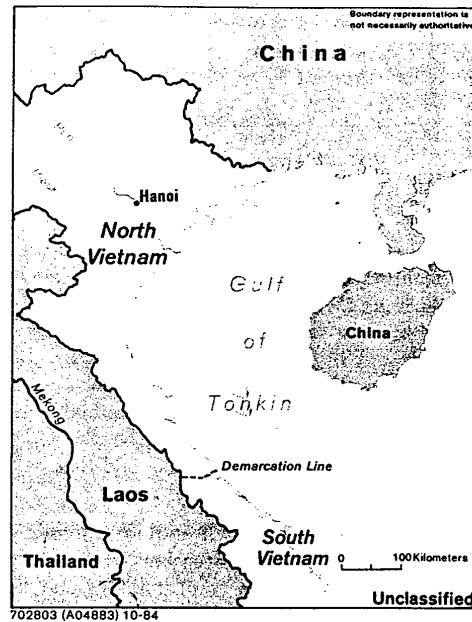 Boundary representation is
not necessarily authoritative
China
Hanoi
North
Vietnam
Gulf
of
Tonkin
China
Mekong
Demarcation Line
Laos
South
Vietnam
Thailand
0 100 Kilometers
Unclassified
702803 (A04883) 10-84